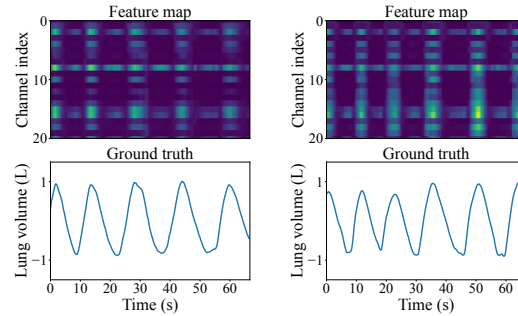 Feature map
Feature map
Channel index
0
10
20
Channel index
0
10
20
Ground truth
Ground truth
Lung volume (L)
1
−1
Lung volume (L)
1
−1
0 10 20 30 40 50 60
0 10 20 30 40 50 60
Time (s)
Time (s)